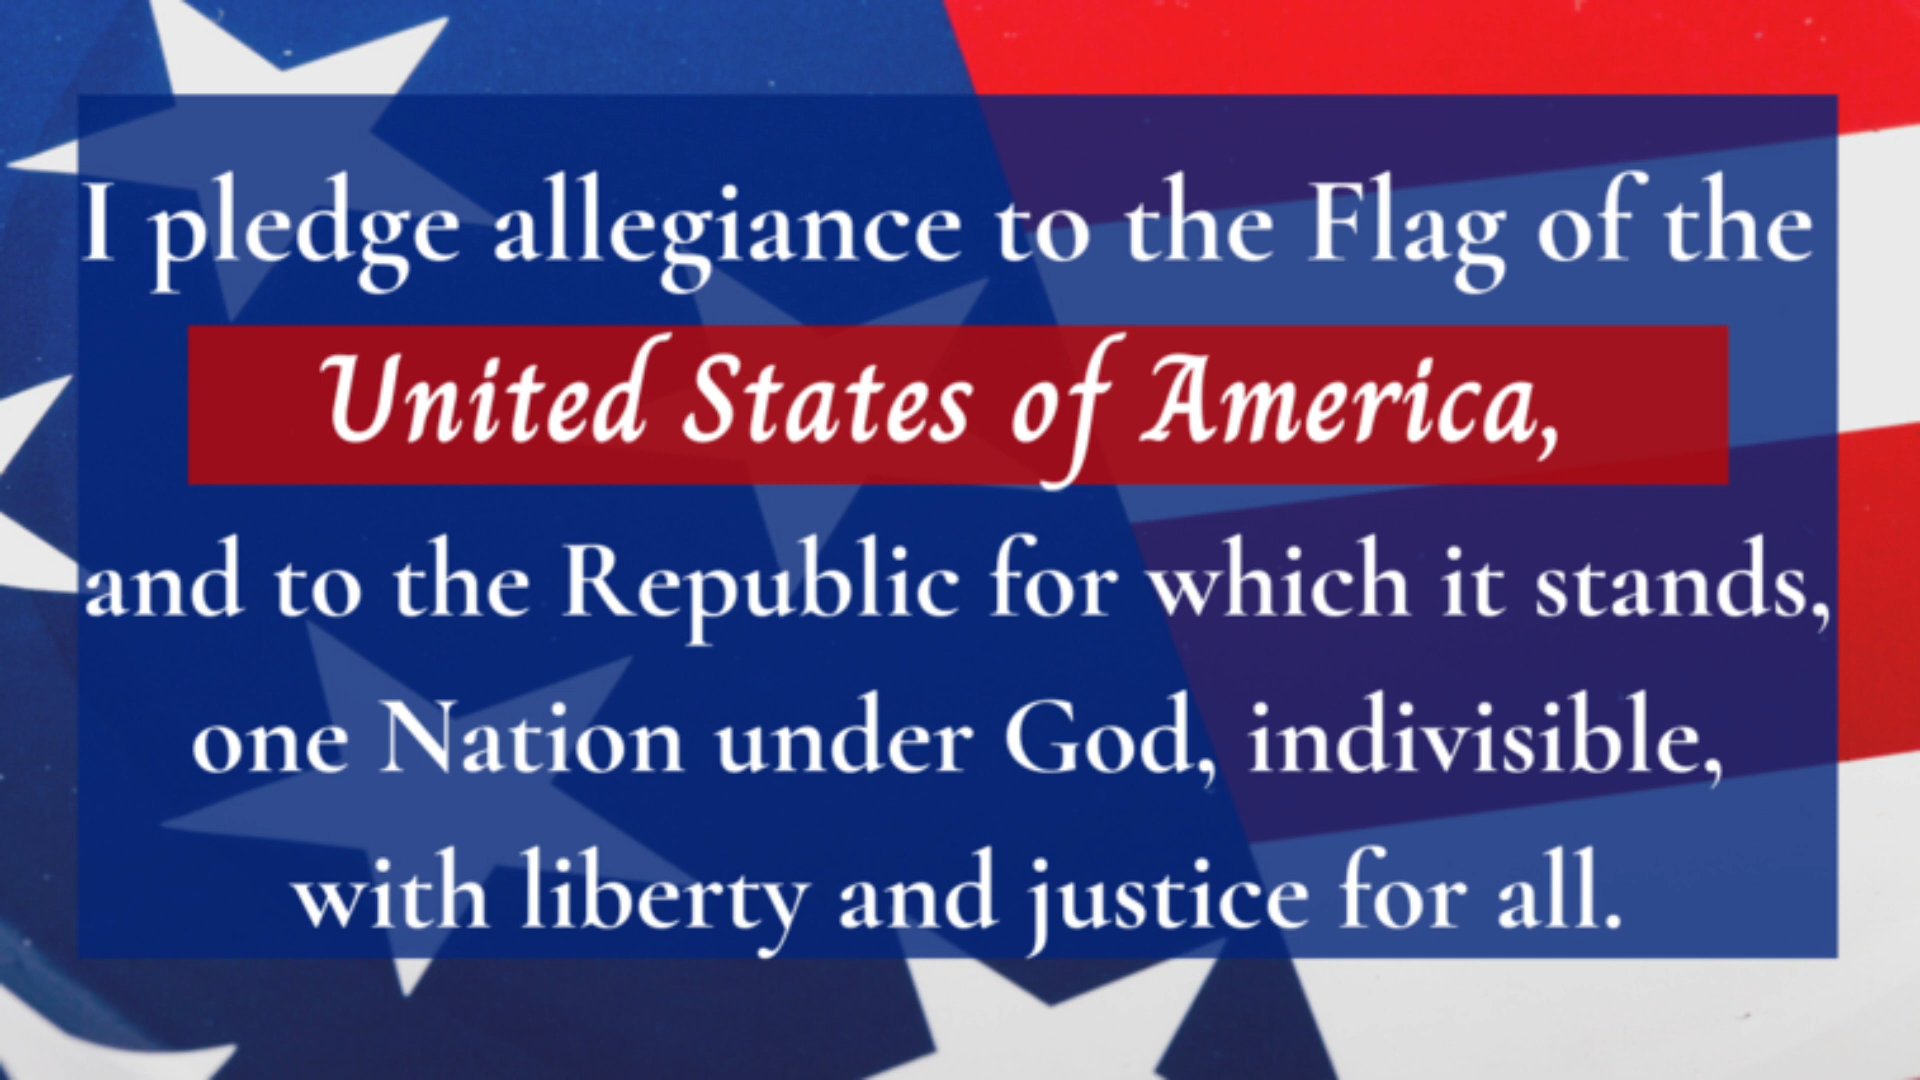 I pledge allegiance to the Flag of the
United States of America,
and to the Republic for which it stands,
one Nation under God, indivisible,
with liberty and justice for all.